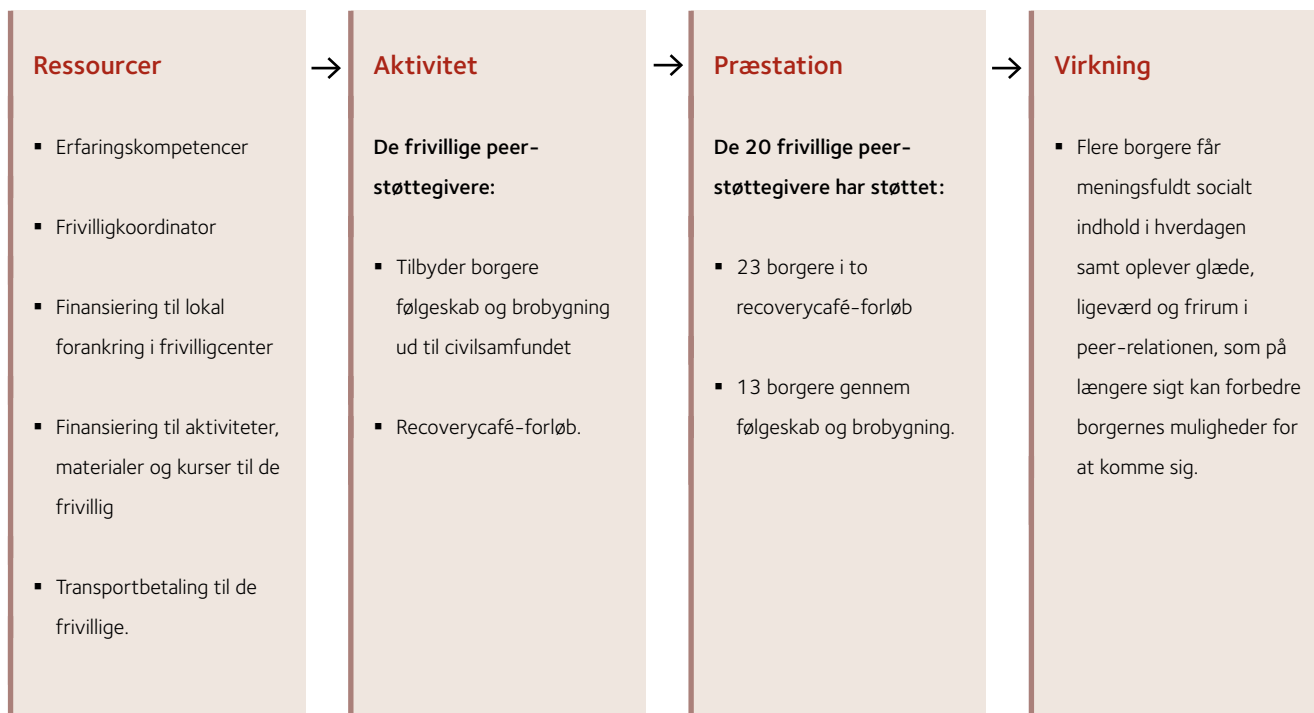 Ressourcer
▪ Erfaringskompetencer
▪ Frivilligkoordinator
▪ Finansiering til lokal
forankring i frivilligcenter
▪ Finansiering til aktiviteter,
materialer og kurser til de
frivillig
▪ Transportbetaling til de
frivillige.
→
Aktivitet
De frivillige peer-
støttegivere:
▪ Tilbyder borgere
følgeskab og brobygning
ud til civilsamfundet
▪ Recoverycafé-forløb.
→
Præstation
De 20 frivillige peer-
støttegivere har støttet:
▪ 23 borgere i to
recoverycafé-forløb
▪ 13 borgere gennem
følgeskab og brobygning.
→
Virkning
▪ Flere borgere får
meningsfuldt socialt
indhold i hverdagen
samt oplever glæde,
ligeværd og frirum i
peer-relationen, som på
længere sigt kan forbedre
borgernes muligheder for
at komme sig.